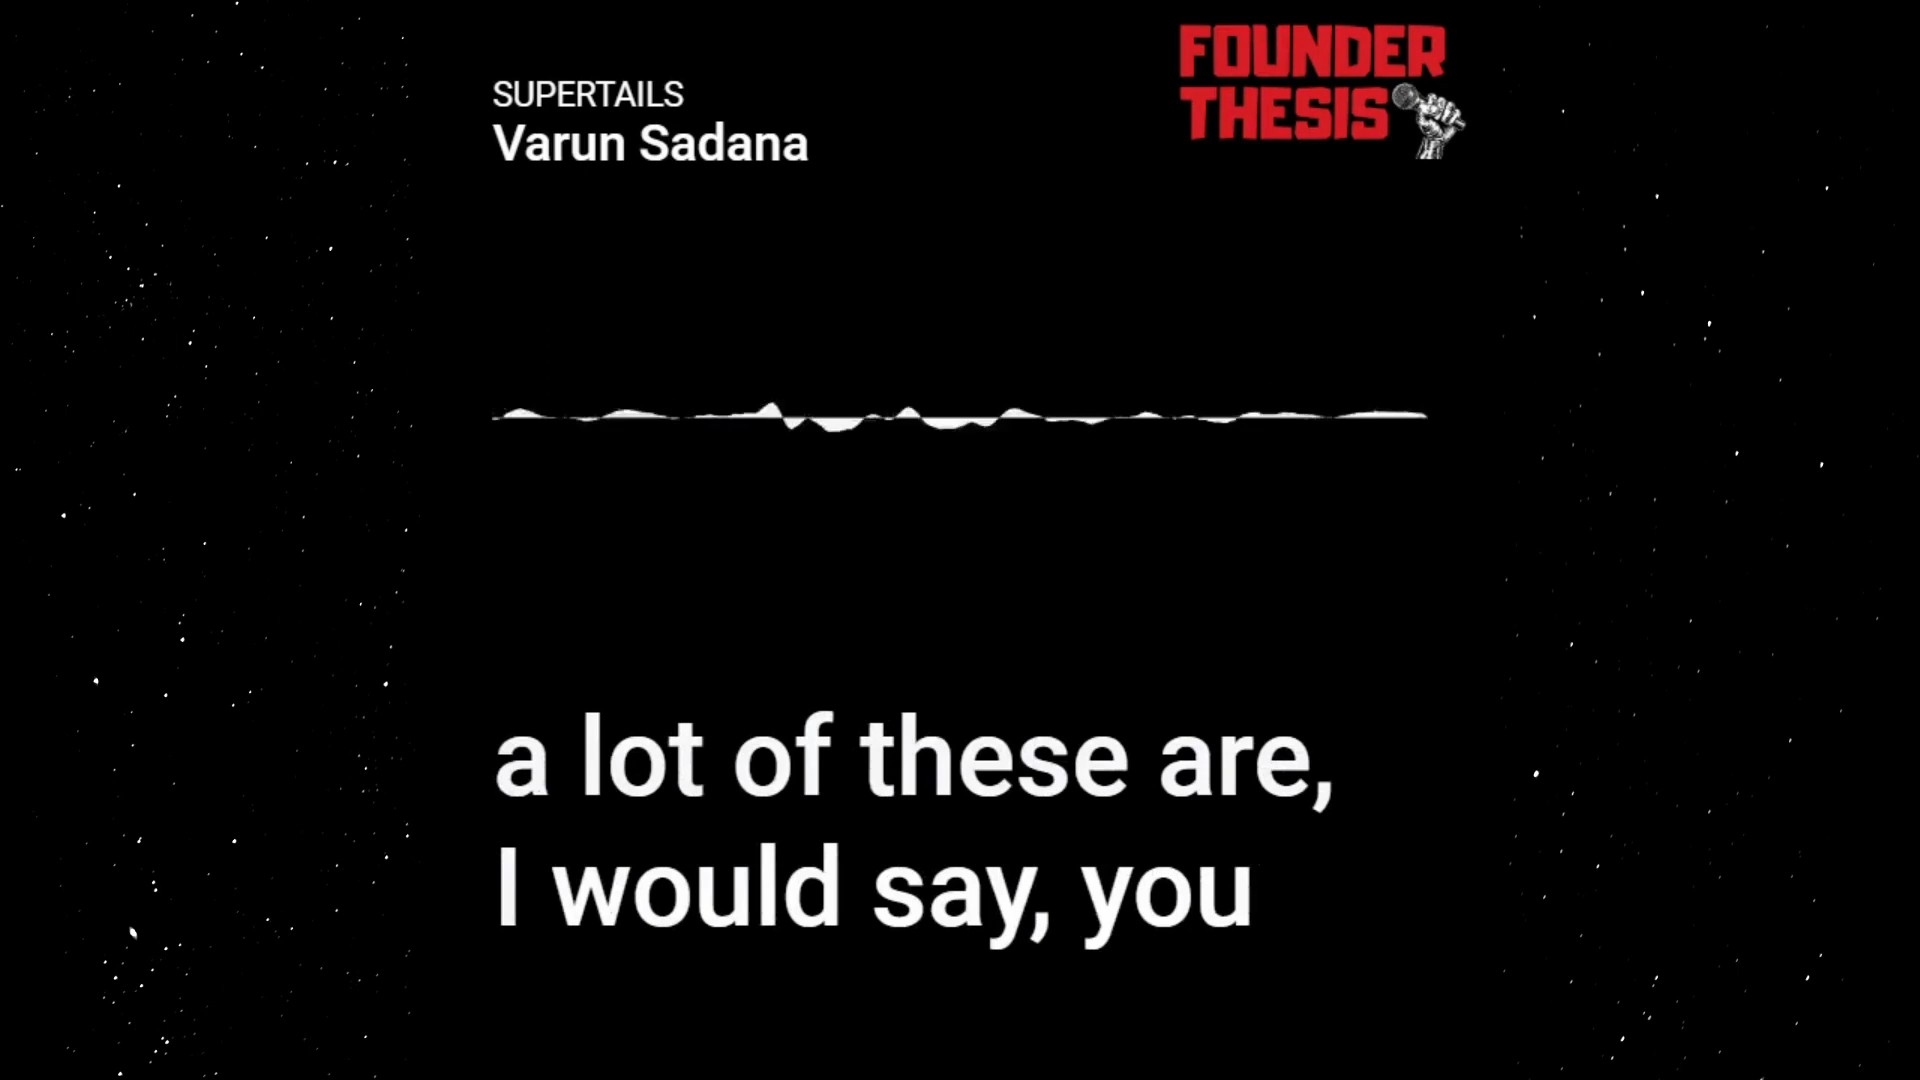 SUPERTAILS
Varun Sadana
FOUNDER
THESIS
a lot of these are,
I would say, you